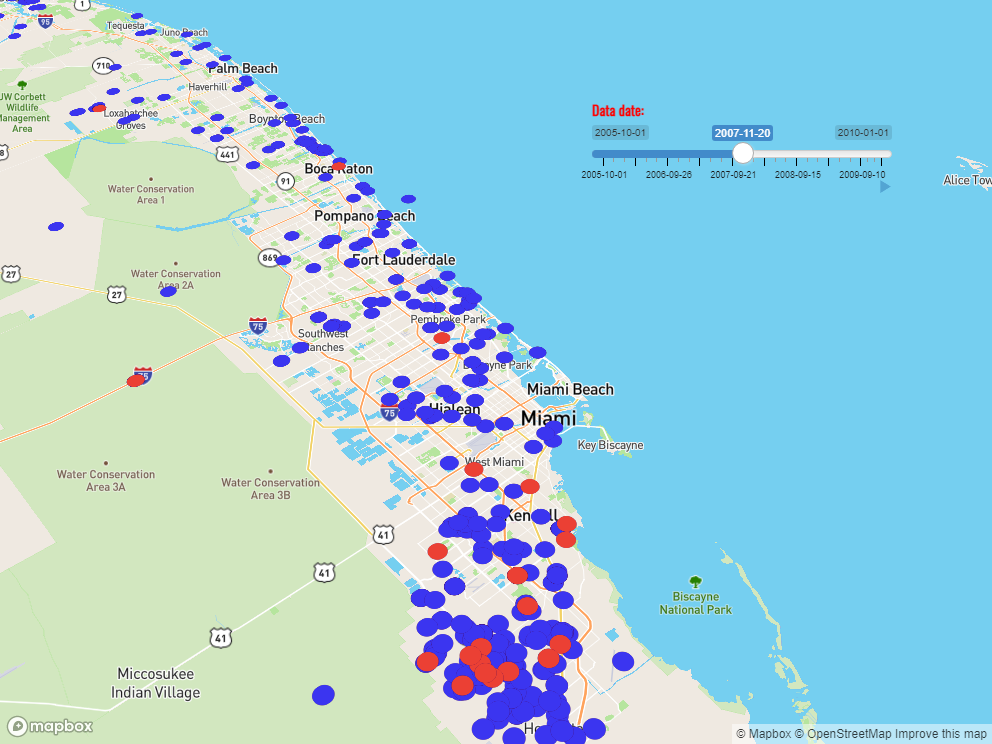 1
95
Tequesta
Juno Beach
710
Palm Beach
JW Corbett
Wildlife
Management
Area
Haverhill
Loxahatchee
Groves
Boynton Beach
Data date:
2005-10-01
2007-11-20
2010-01-01
2005-10-01
2006-09-26
2007-09-21
2008-09-15
2009-09-10
8
441
Boca Raton
91
Alice Tow
Water Conservation
Area 1
Pompano Beach
869
Fort Lauderdale
27
Water Conservation
Area 2A
27
75
Pembroke Park
Southwest
Ranches
Biscayne Park
75
Miami Beach
75
Hialeah
Miami
Key Biscayne
West Miami
Water Conservation
Area 3A
Water Conservation
Area 3B
Kendall
41
41
Biscayne
National Park
41
Miccosukee
Indian Village
Ho
mapbox
© Mapbox © OpenStreetMap Improve this map